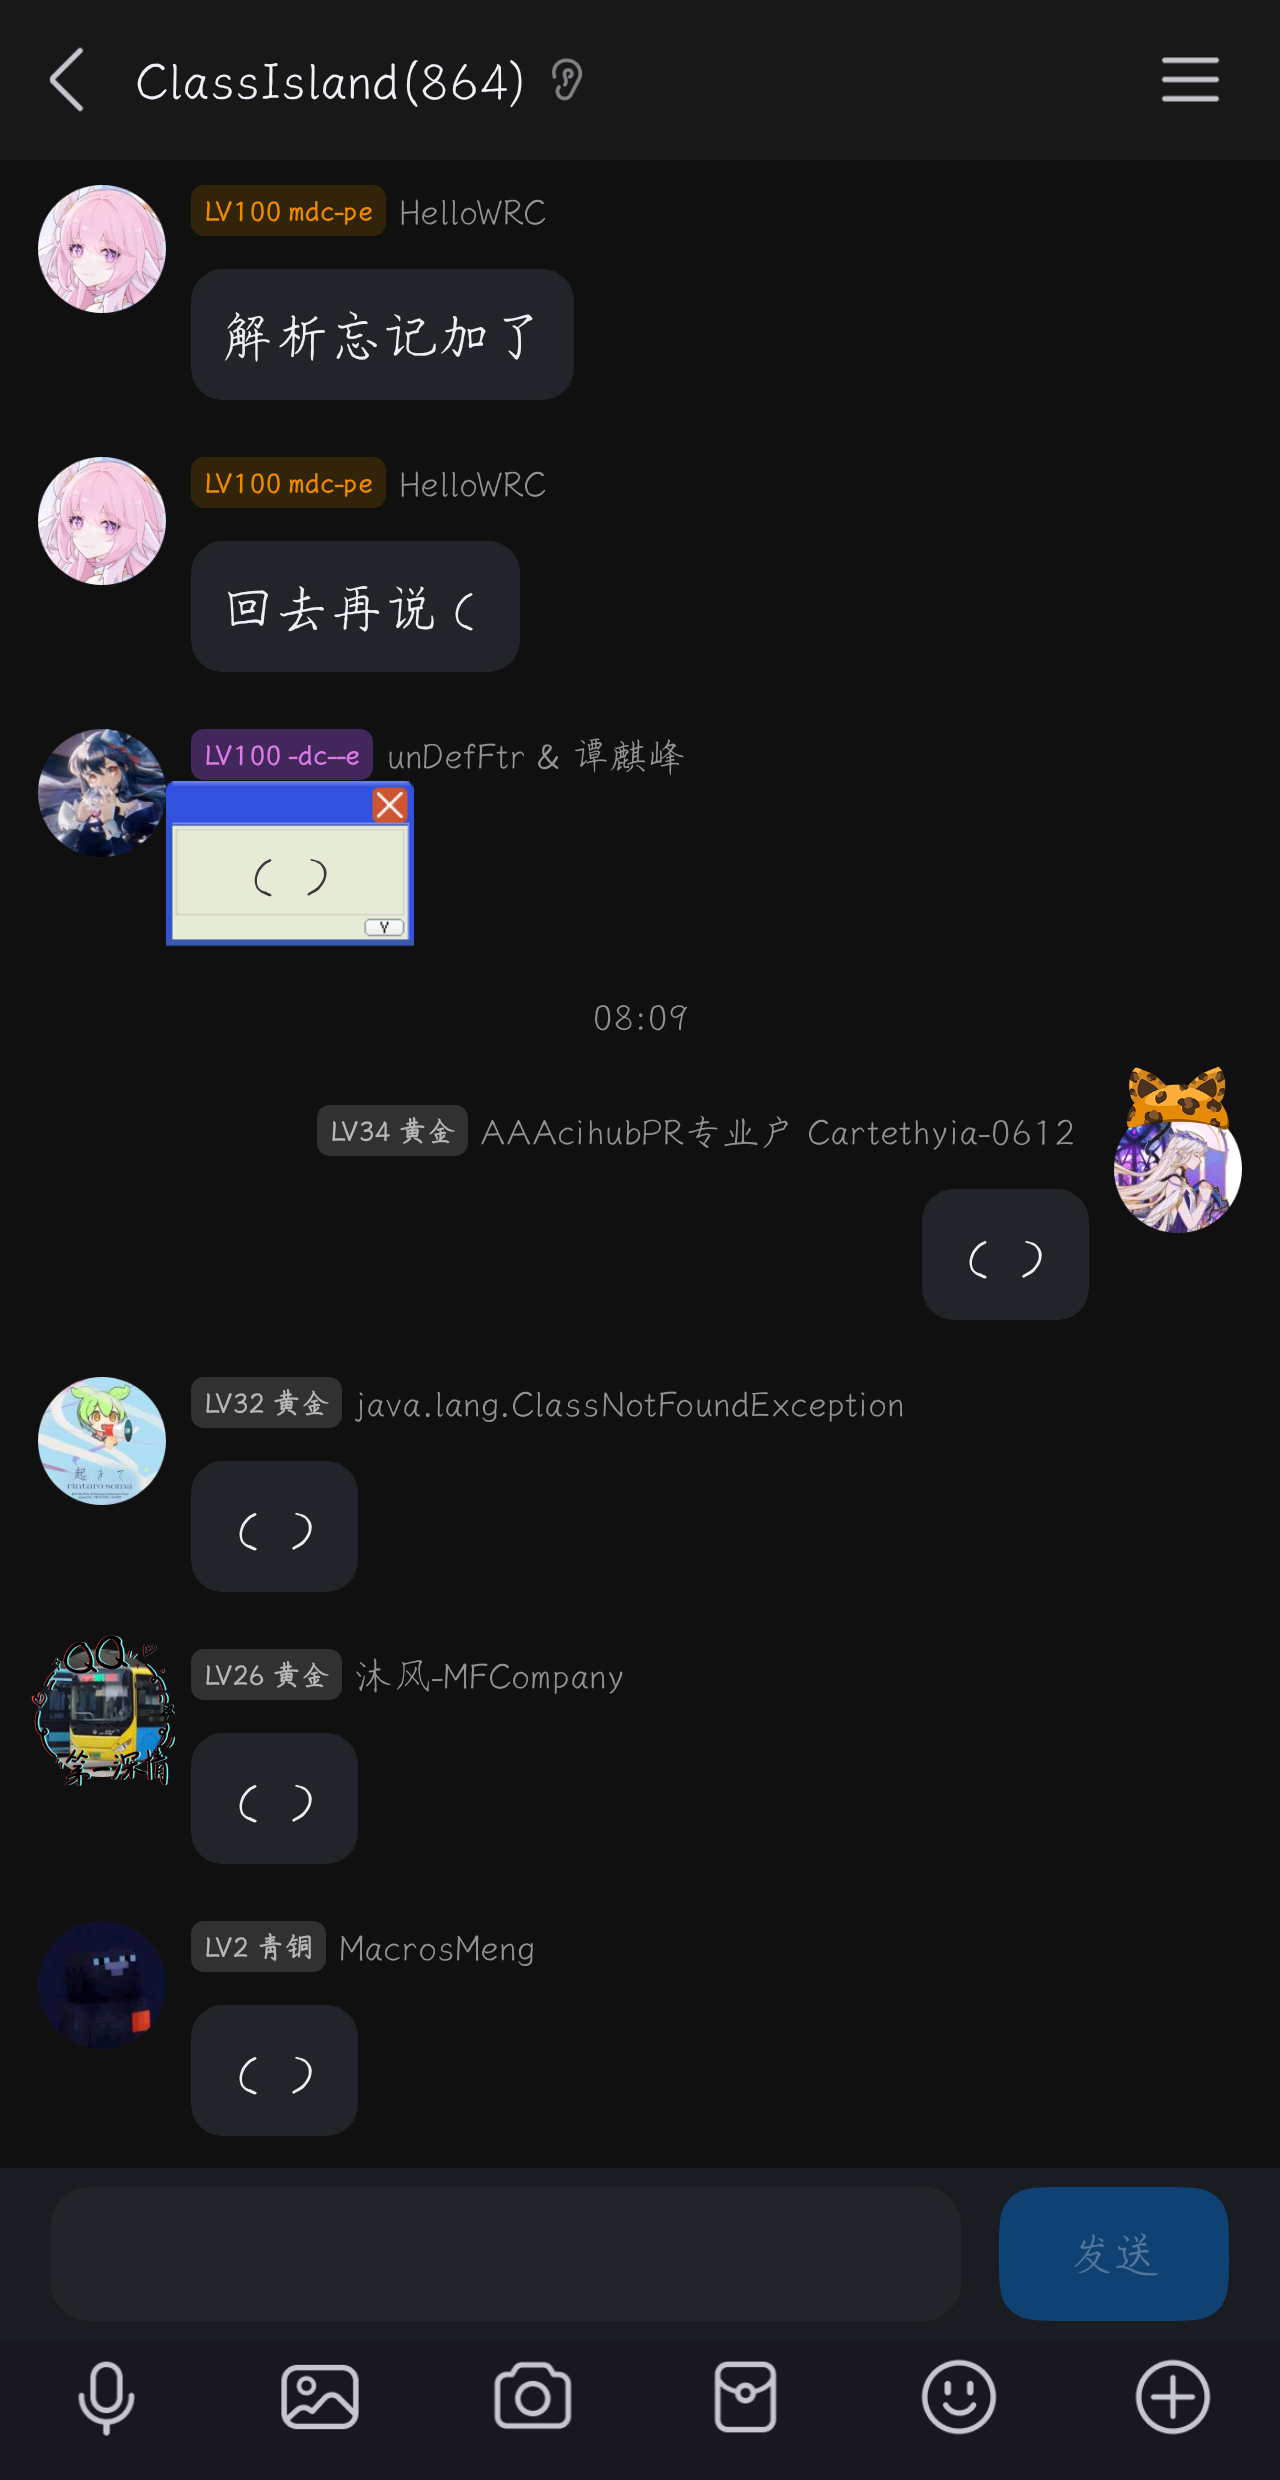 ClassIsland(864)
LV100 mdc-pe HelloWRC
解析忘记加了
LV100 mdc-pe HelloWRC
回去再说（
LV100 -dc--e unDefFtr & 谭麒峰
（ ）
Y
08:09
LV34 黄金 AAAcihubPR专业户 Cartethyia-0612
（ ）
LV32 黄金 java.lang.ClassNotFoundException
起きて
rintaro soma
（ ）
QQ
LV26 黄金 沐风-MFCompany
第一深情
（ ）
LV2 青铜 MacrosMeng
（ ）
发送